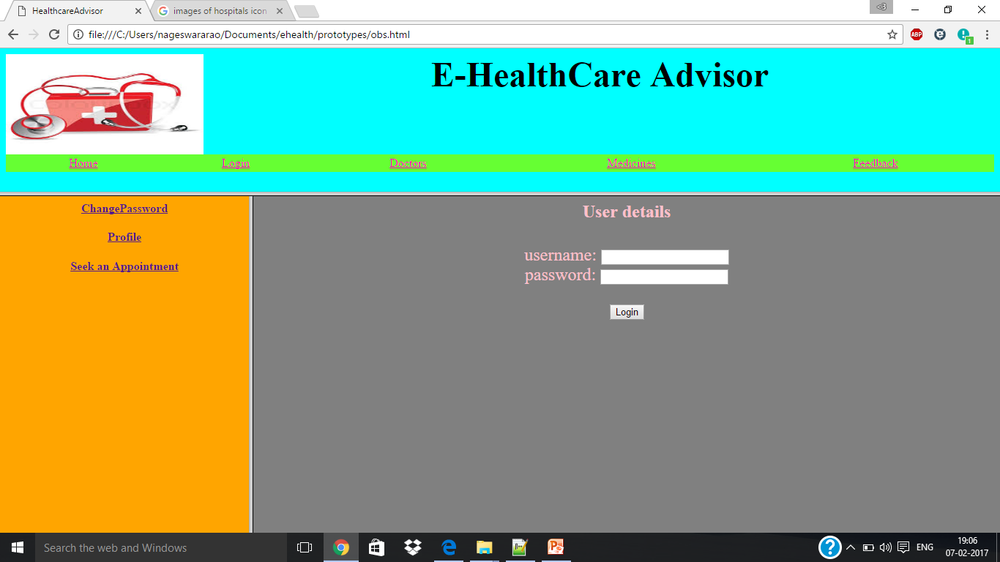 HealthcareAdvisor
images of hospitals icon
<3
file:///C:/Users/nageswararao/Documents/ehealth/prototypes/obs.html
ABP
1
E-HealthCare Advisor
Home Login Doctors Medicines Feedback
ChangePassword
Profile
Seek an Appointment
User details
username:
password:
Login
Search the web and Windows
ENG
19:06
07-02-2017